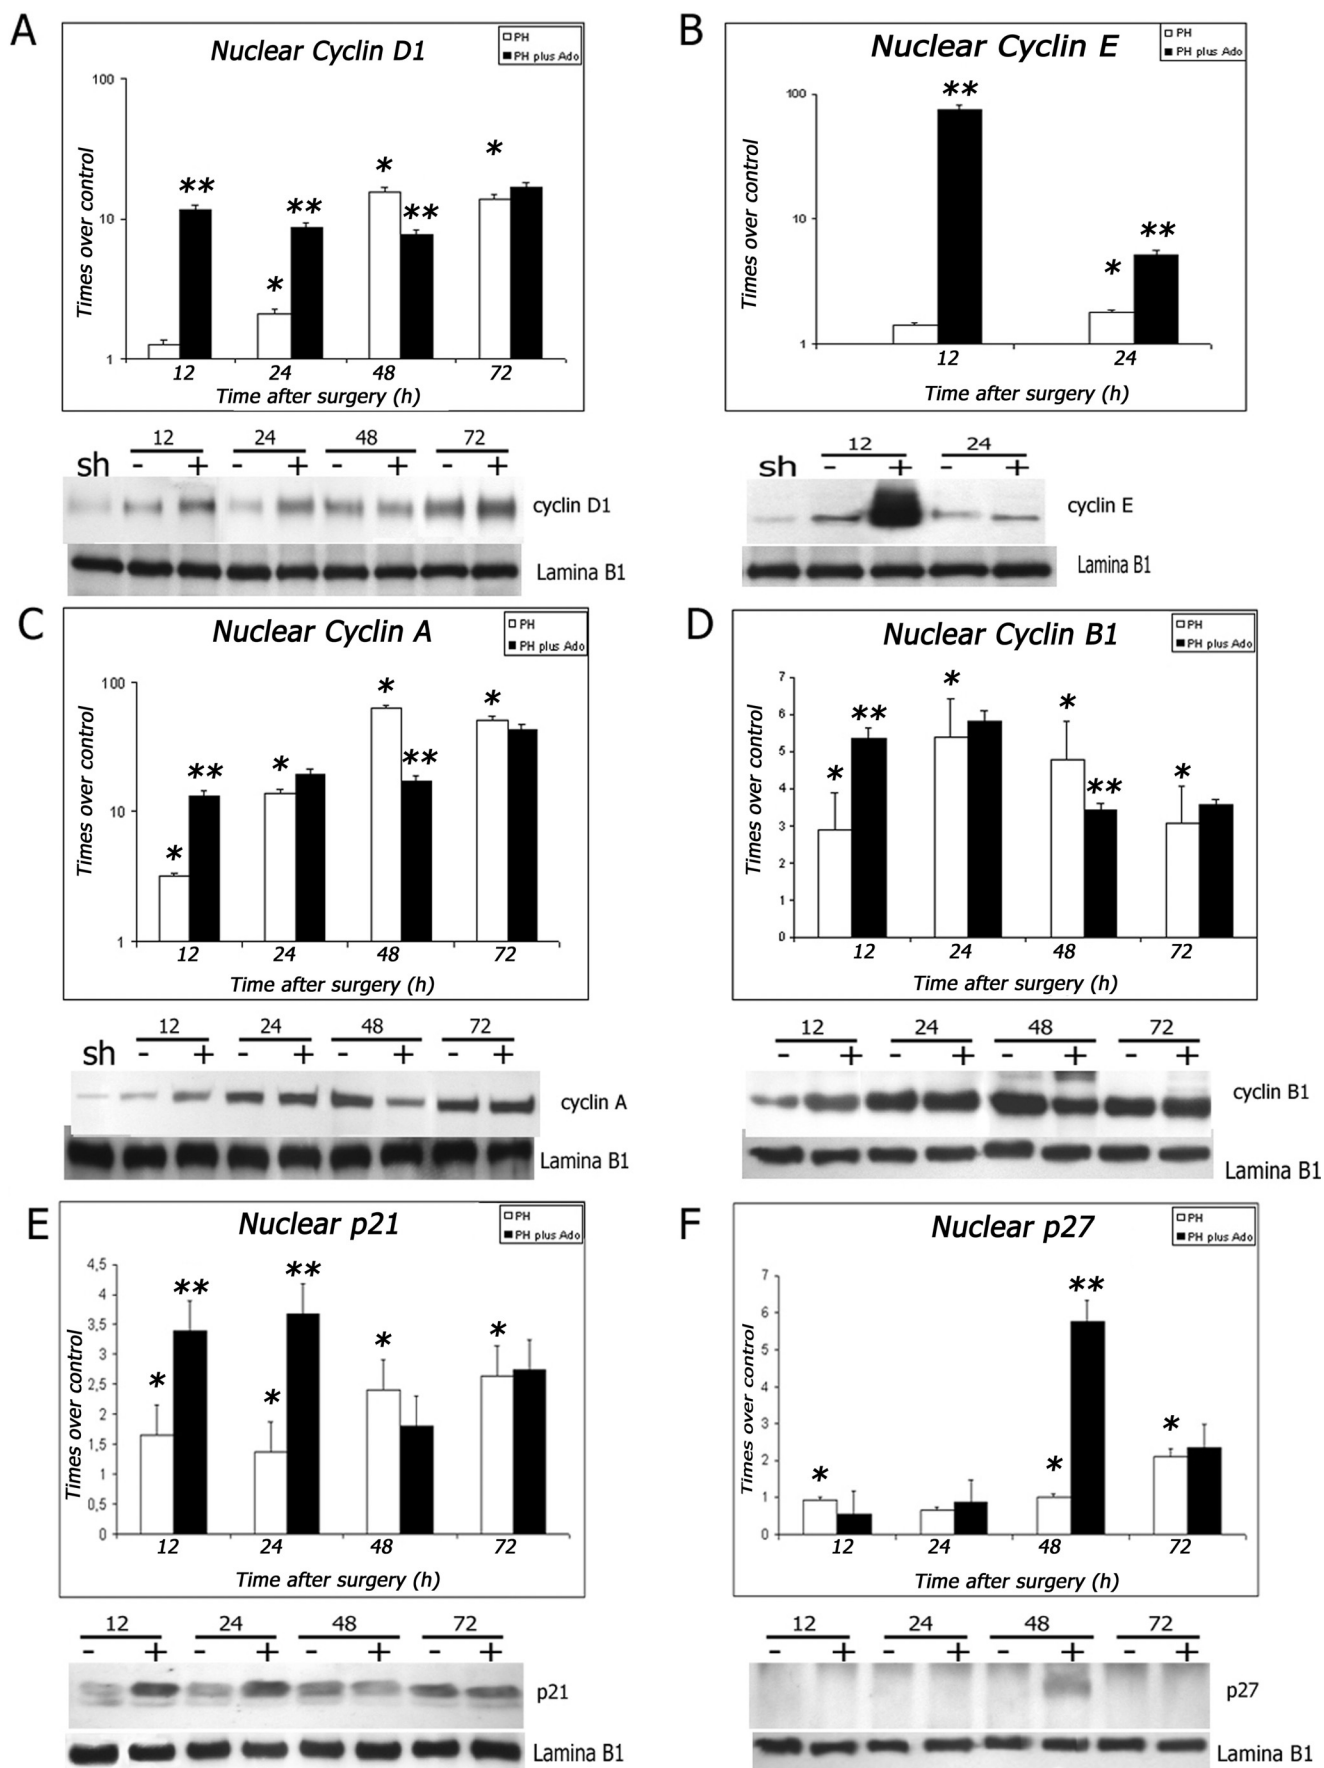 A
Nuclear Cyclin D1
PH
PH plus Ado
Times over control
100
10
1
** ** * ** * *
12 24 48 72
Time after surgery (h)
12 24 48 72
sh - + - + - + - +
cyclin D1
Lamina B1
B
Nuclear Cyclin E
PH
PH plus Ado
Times over control
100
10
1
** * **
12 24
Time after surgery (h)
12 24
sh - + - +
cyclin E
Lamina B1
C
Nuclear Cyclin A
PH
PH plus Ado
Times over control
100
10
1
* ** * * ** *
12 24 48 72
Time after surgery (h)
12 24 48 72
sh - + - + - + - +
cyclin A
Lamina B1
D
Nuclear Cyclin B1
PH
PH plus Ado
Times over control
7
6
5
4
3
2
1
0
* ** * * ** *
12 24 48 72
Time after surgery (h)
12 24 48 72
- + - + - + - +
cyclin B1
Lamina B1
E
Nuclear p21
PH
PH plus Ado
Times over control
4,5
4
3,5
3
2,5
2
1,5
1
0,5
0
* ** * ** * *
12 24 48 72
Time after surgery (h)
12 24 48 72
- + - + - + - +
p21
Lamina B1
F
Nuclear p27
PH
PH plus Ado
Times over control
7
6
5
4
3
2
1
0
* * ** *
12 24 48 72
Time after surgery (h)
12 24 48 72
- + - + - + - +
p27
Lamina B1